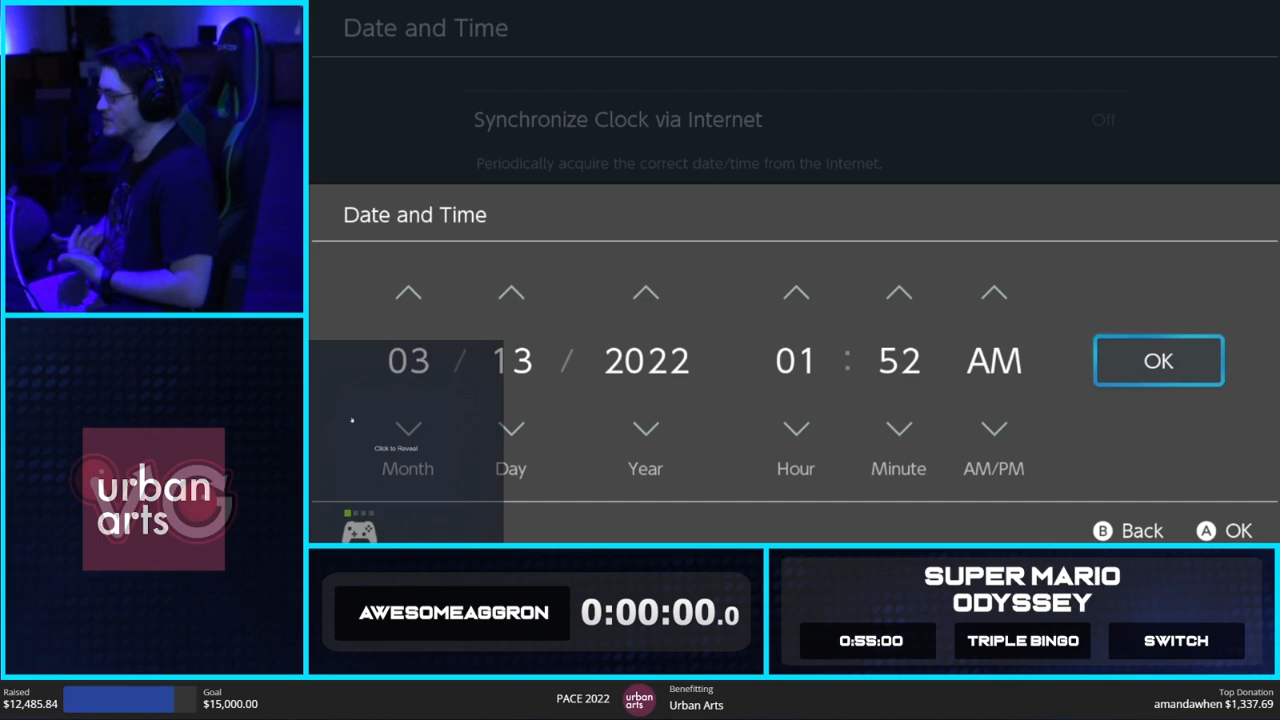 Date and Time
Synchronize Clock via Internet Off
Periodically acquire the correct date/time from the Internet.
Date and Time
03 / 13 / 2022 01 : 52 AM OK
Click to Reveal
Month Day Year Hour Minute AM/PM
B Back A OK
urban
arts
AWESOMEAGGRON 0:00:00.0
SUPER MARIO
ODYSSEY
0:55:00 TRIPLE BINGO SWITCH
Raised
$12,485.84
Goal
$15,000.00
PACE 2022
urban
arts
Benefitting
Urban Arts
Top Donation
amandawhen $1,337.69